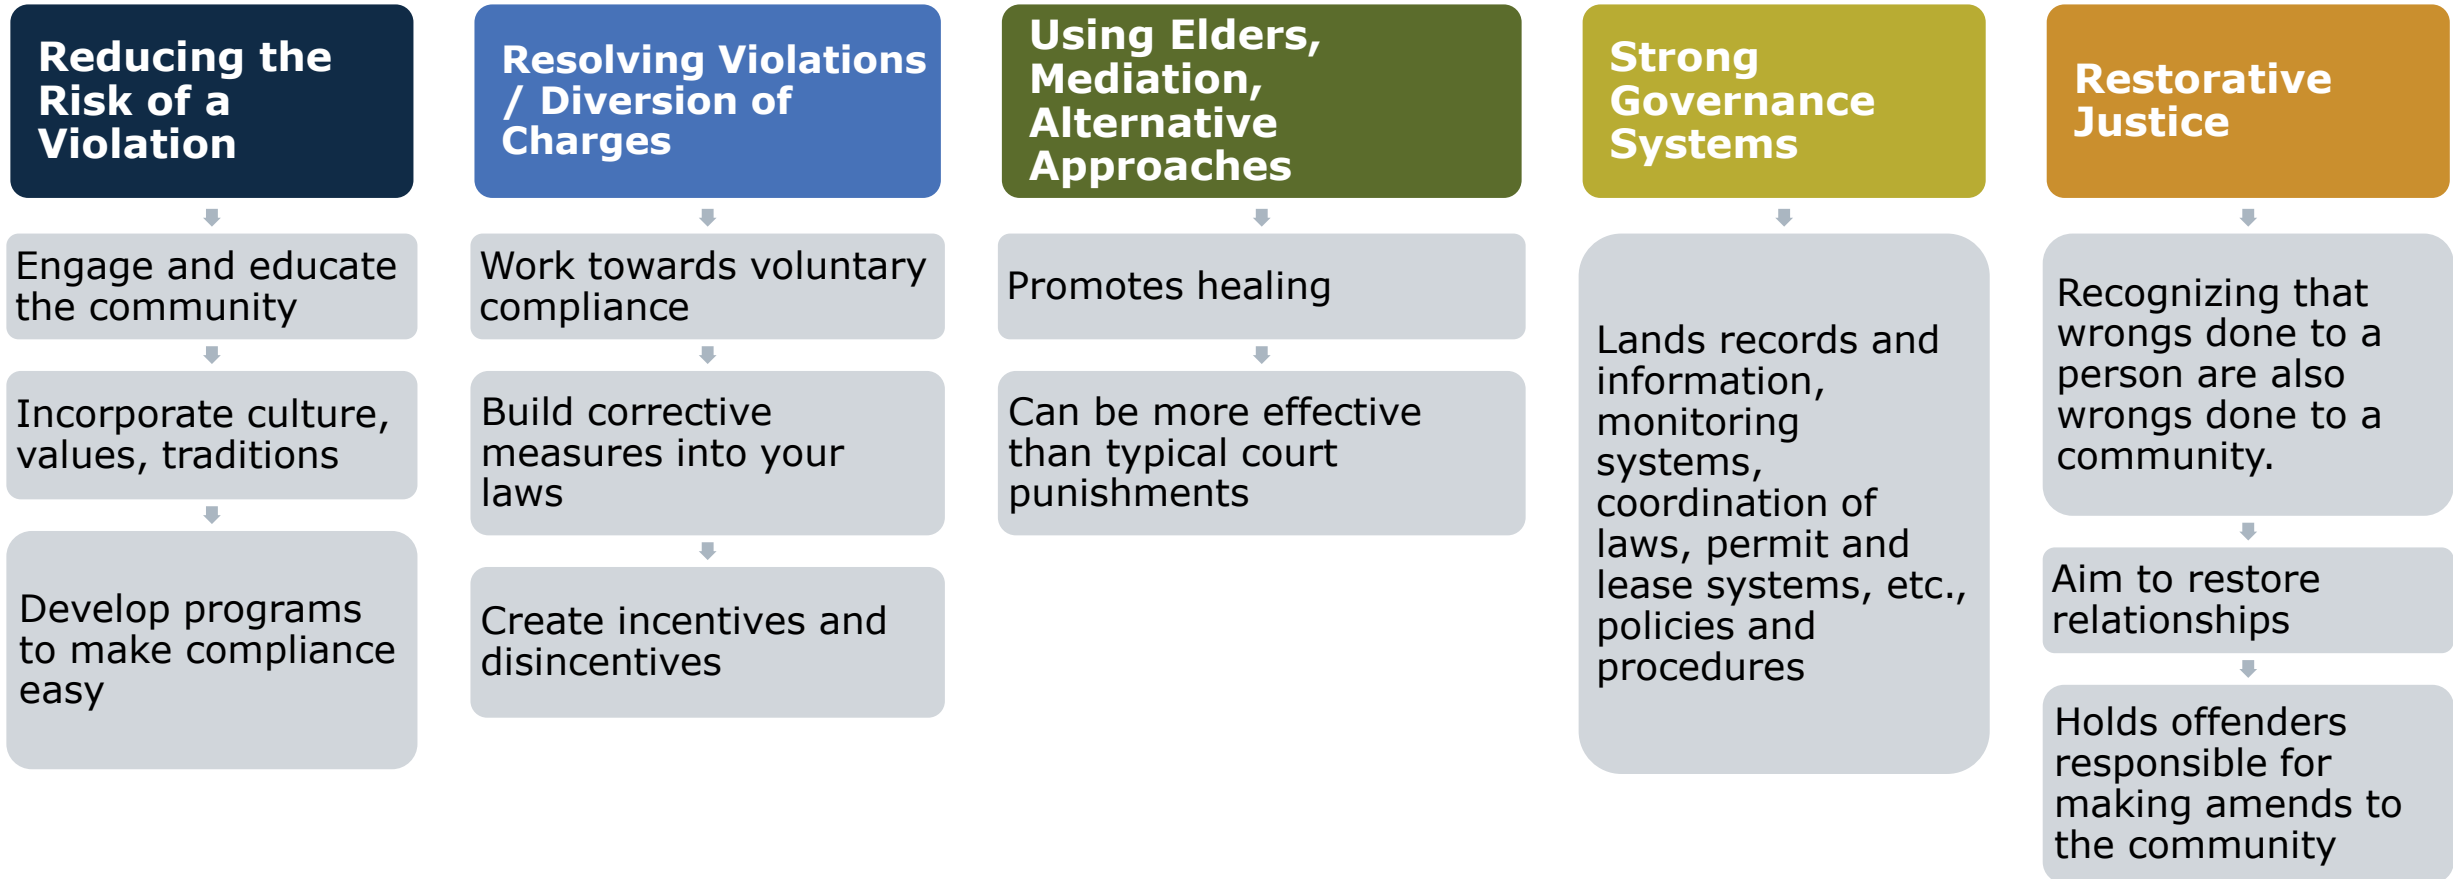 Reducing the
Risk of a
Violation
Engage and educate
the community
Incorporate culture,
values, traditions
Develop programs
to make compliance
easy
Resolving Violations
/ Diversion of
Charges
Work towards voluntary
compliance
Build corrective
measures into your
laws
Create incentives and
disincentives
Using Elders,
Mediation,
Alternative
Approaches
Promotes healing
Can be more effective
than typical court
punishments
Strong
Governance
Systems
Lands records and
information,
monitoring
systems,
coordination of
laws, permit and
lease systems, etc.,
policies and
procedures
Restorative
Justice
Recognizing that
wrongs done to a
person are also
wrongs done to a
community.
Aim to restore
relationships
Holds offenders
responsible for
making amends to
the community